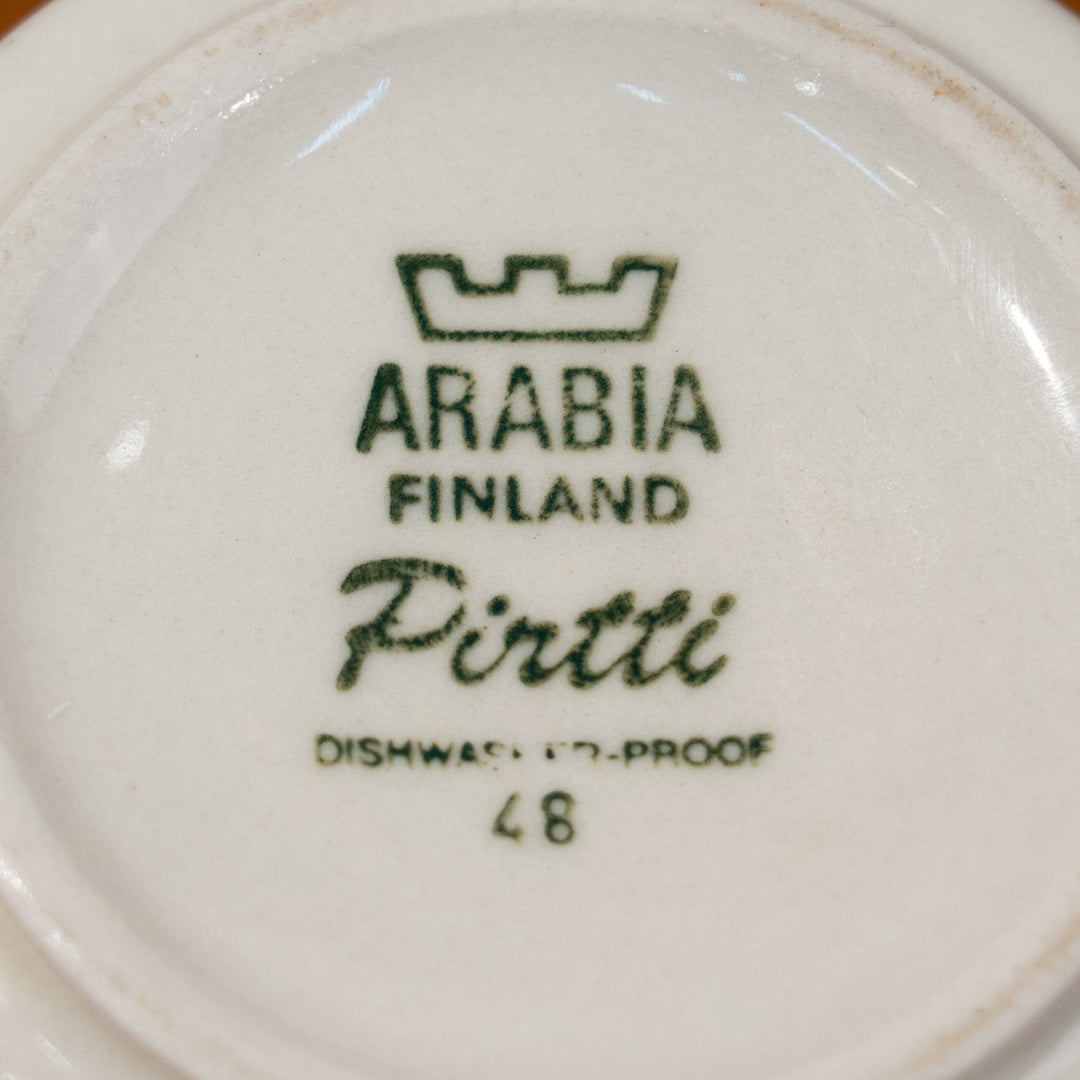 ARABIA
FINLAND
Pirtti
DISHWASHER-PROOF
48